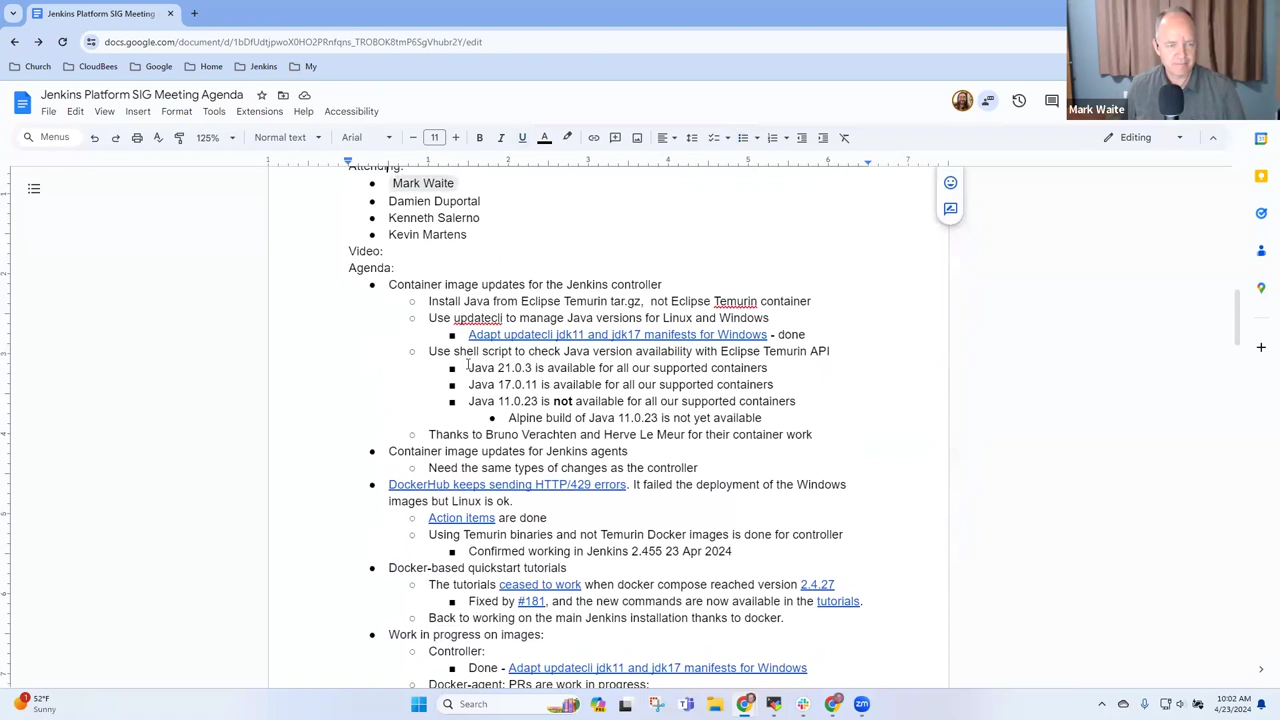 Jenkins Platform SIG Meeting
docs.google.com/document/d/1bDfUdtjpwoX0HO2PRnfqns_TROBOK8tmP6SgVhubr2Y/edit
Church
CloudBees
Google
Home
Jenkins
My
Jenkins Platform SIG Meeting Agenda
File Edit View Insert Format Tools Extensions Help Accessibility
Mark Waite
Menus 125% Normal text Arial 11 Editing
1 1 2 3 4 5 6 7
Attending:
Mark Waite
Damien Duportal
Kenneth Salerno
Kevin Martens
Video:
Agenda:
Container image updates for the Jenkins controller
Install Java from Eclipse Temurin tar.gz, not Eclipse Temurin container
Use updatecli to manage Java versions for Linux and Windows
Adapt updatecli jdk11 and jdk17 manifests for Windows - done
Use shell script to check Java version availability with Eclipse Temurin API
Java 21.0.3 is available for all our supported containers
Java 17.0.11 is available for all our supported containers
Java 11.0.23 is not available for all our supported containers
Alpine build of Java 11.0.23 is not yet available
Thanks to Bruno Verachten and Herve Le Meur for their container work
Container image updates for Jenkins agents
Need the same types of changes as the controller
DockerHub keeps sending HTTP/429 errors. It failed the deployment of the Windows
images but Linux is ok.
Action items are done
Using Temurin binaries and not Temurin Docker images is done for controller
Confirmed working in Jenkins 2.455 23 Apr 2024
Docker-based quickstart tutorials
The tutorials ceased to work when docker compose reached version 2.4.27
Fixed by #181, and the new commands are now available in the tutorials.
Back to working on the main Jenkins installation thanks to docker.
Work in progress on images:
Controller:
Done - Adapt updatecli jdk11 and jdk17 manifests for Windows
Docker-agent: PRs are work in progress:
52°F
Sunny
Search
10:02 AM
4/23/2024